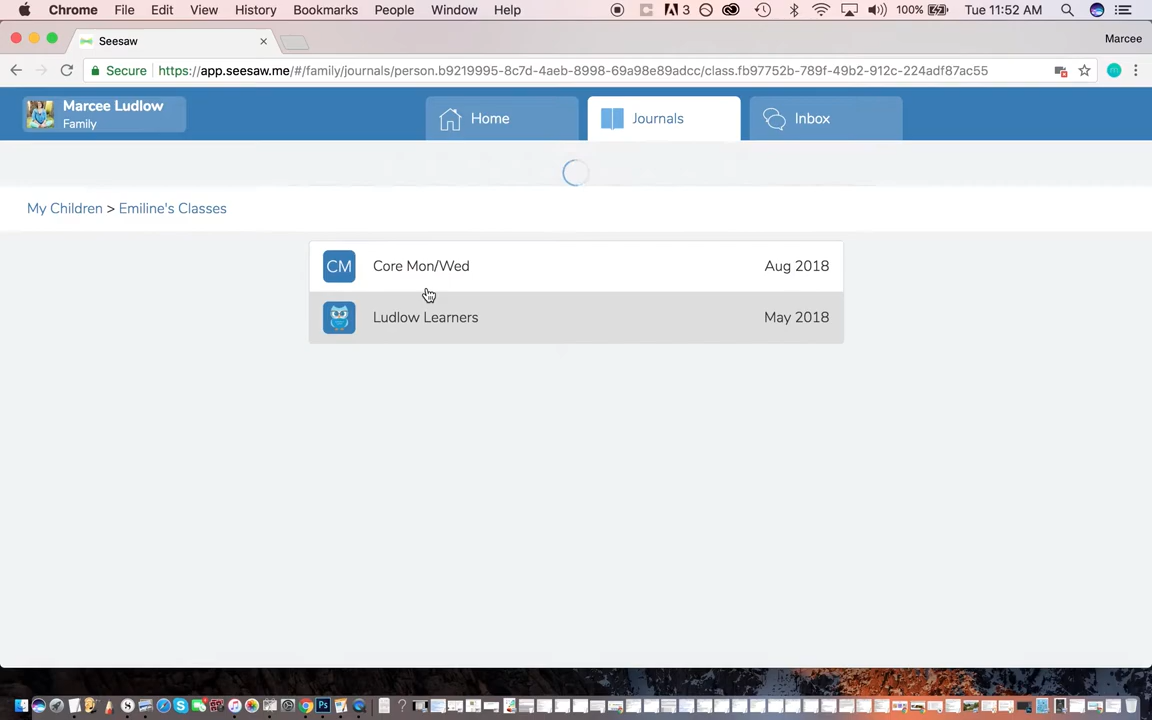 Chrome File Edit View History Bookmarks People Window Help 3 100% Tue 11:52 AM
Seesaw Marcee
Secure https://app.seesaw.me/#/family/journals/person.b9219995-8c7d-4aeb-8998-69a98e89adcc/class.fb97752b-789f-49b2-912c-224adf87ac55
Marcee Ludlow
Family
Home Journals Inbox
My Children > Emiline's Classes
CM Core Mon/Wed Aug 2018
Ludlow Learners May 2018